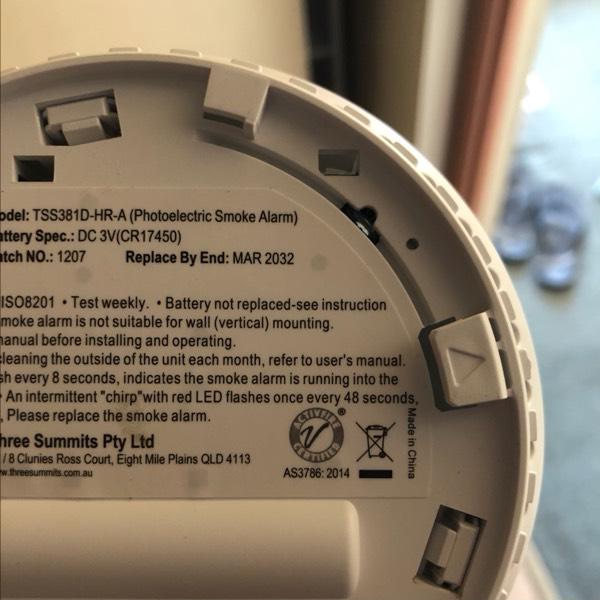 odel: TSS381D-HR-A (Photoelectric Smoke Alarm)
attery Spec.: DC 3V(CR17450)
atch NO.: 1207 Replace By End: MAR 2032
ISO8201 • Test weekly. • Battery not replaced-see instruction
moke alarm is not suitable for wall (vertical) mounting.
anual before installing and operating.
cleaning the outside of the unit each month, refer to user's manual.
sh every 8 seconds, indicates the smoke alarm is running into the
• An intermittent "chirp"with red LED flashes once every 48 seconds,
, Please replace the smoke alarm.
hree Summits Pty Ltd
/ 8 Clunies Ross Court, Eight Mile Plains QLD 4113
w.threesummits.com.au
ACTIVFIRE
CERTIFIED
®
AS3786: 2014
Made in China